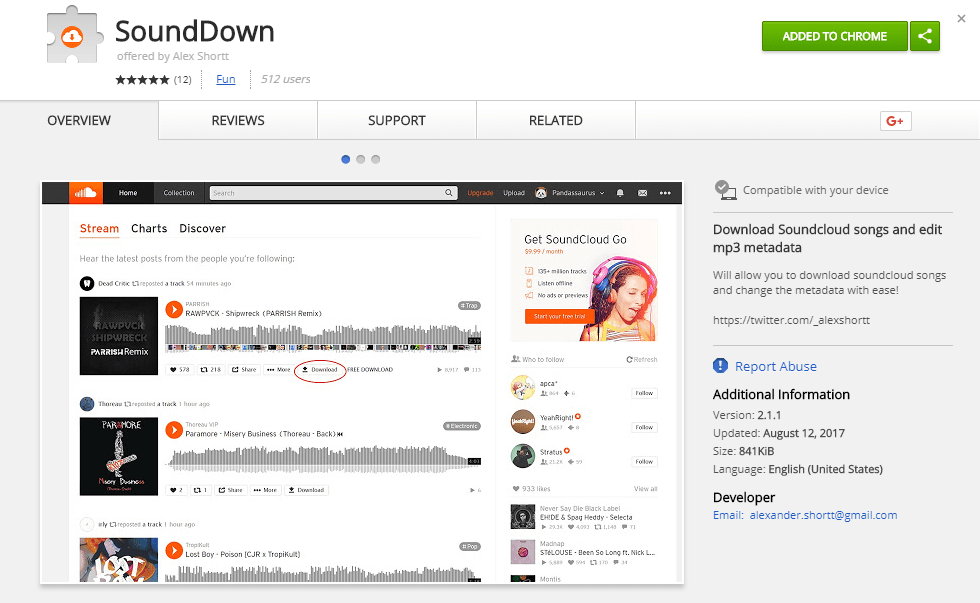 SoundDown
offered by Alex Shortt
(12) Fun 512 users
ADDED TO CHROME
OVERVIEW REVIEWS SUPPORT RELATED
G+
Home Collection Search Upgrade Upload Pandassaurus
Stream Charts Discover
Hear the latest posts from the people you're following:
Dead Critic reposted a track 54 minutes ago
RAWPVCK
SHIPWRECK
PARRISH Remix
PARRISH
RAWPVCK - Shipwreck (PARRISH Remix)
# Trap
578 218 Share More Download FREE DOWNLOAD 8,917 113
Thoreau reposted a track 1 hour ago
PARAMORE
MISERY BUSINESS
Thoreau VIP
Paramore - Misery Business (Thoreau - Back)
# Electronic
4:03
2 1 Share More Download 6
reposted a track 1 hour ago
LOST
TropiKult
Lost Boy - Poison [CJR x TropiKult]
# Pop
Get SoundCloud Go
$9.99 / month
135+ million tracks
Listen offline
No ads or previews
Start your free trial
Who to follow Refresh
apca*
964 6
Follow
YeahRight!
6,657 8
Follow
Stratus
21.2K 59
Follow
933 likes View all
Never Say Die Black Label
EH!DE & Spag Heddy - Selecta
29.3K 4,093 1,148 71
Madnap
STéLOUSE - Been So Long ft. Nick L...
5,889 594 170 34
Montis
Compatible with your device
Download Soundcloud songs and edit
mp3 metadata
Will allow you to download soundcloud songs
and change the metadata with ease!
https://twitter.com/_alexshortt
Report Abuse
Additional Information
Version: 2.1.1
Updated: August 12, 2017
Size: 841KiB
Language: English (United States)
Developer
Email: alexander.shortt@gmail.com